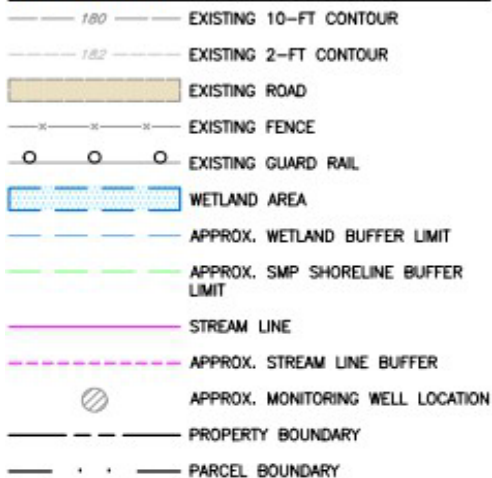 180 EXISTING 10-FT CONTOUR
182 EXISTING 2-FT CONTOUR
EXISTING ROAD
EXISTING FENCE
EXISTING GUARD RAIL
WETLAND AREA
APPROX. WETLAND BUFFER LIMIT
APPROX. SMP SHORELINE BUFFER
LIMIT
STREAM LINE
APPROX. STREAM LINE BUFFER
APPROX. MONITORING WELL LOCATION
PROPERTY BOUNDARY
PARCEL BOUNDARY